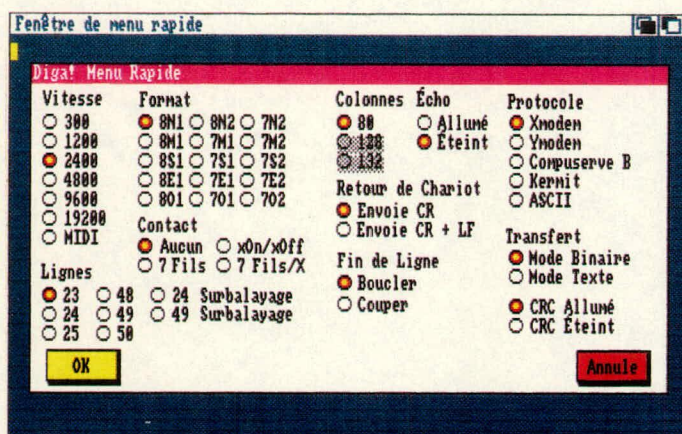 Fenêtre de menu rapide
Diga! Menu Rapide
Vitesse
300
1200
2400
4800
9600
19200
MIDI
Format
8N1 8N2 7N2
8M1 7M1 7M2
8S1 7S1 7S2
8E1 7E1 7E2
8O1 7O1 7O2
Contact
Aucun xOn/xOff
7 Fils 7 Fils/X
Lignes
23 48 24 Surbalayage
24 49 49 Surbalayage
25 50
Colonnes
80
128
132
Écho
Allumé
Éteint
Retour de Chariot
Envoie CR
Envoie CR + LF
Fin de Ligne
Boucler
Couper
Protocole
Xmodem
Ymodem
Compuserve B
Kermit
ASCII
Transfert
Mode Binaire
Mode Texte
CRC Allumé
CRC Éteint
OK
Annule